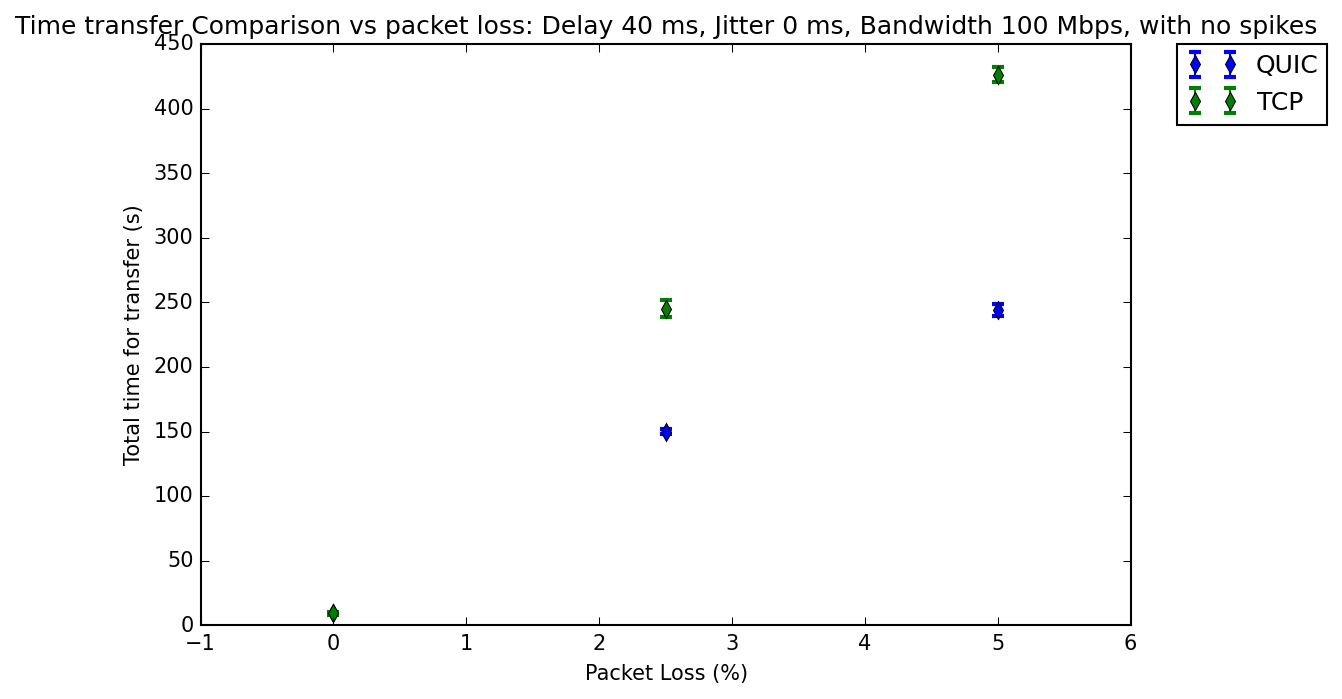 Time transfer Comparison vs packet loss: Delay 40 ms, Jitter 0 ms, Bandwidth 100 Mbps, with no spikes
450
400
350
300
250
200
150
100
50
0
Total time for transfer (s)
−1 0 1 2 3 4 5 6
Packet Loss (%)
QUIC
TCP